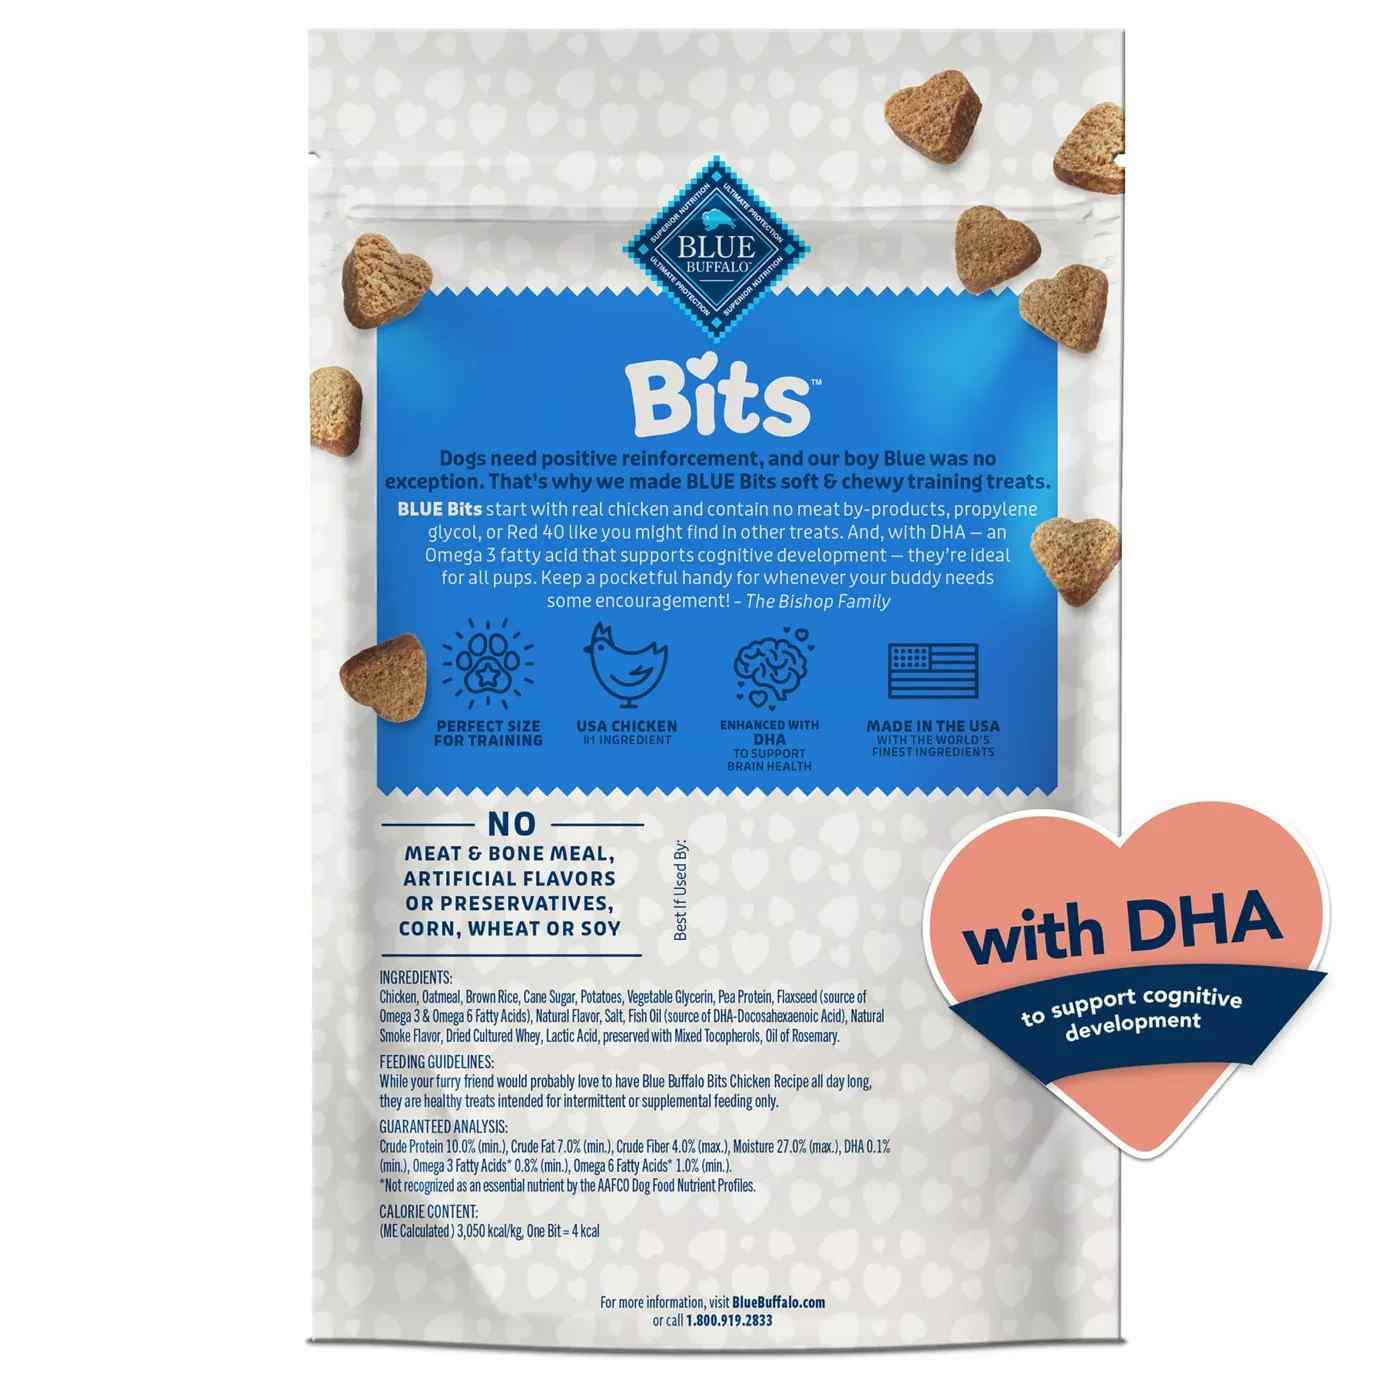 SUPERIOR NUTRITION
ULTIMATE PROTECTION
BLUE
BUFFALO™
ULTIMATE PROTECTION
SUPERIOR NUTRITION
Bits™
Dogs need positive reinforcement, and our boy Blue was no
exception. That's why we made BLUE Bits soft & chewy training treats.
BLUE Bits start with real chicken and contain no meat by-products, propylene
glycol, or Red 40 like you might find in other treats. And, with DHA – an
Omega 3 fatty acid that supports cognitive development – they're ideal
for all pups. Keep a pocketful handy for whenever your buddy needs
some encouragement! - The Bishop Family
PERFECT SIZE
FOR TRAINING
USA CHICKEN
#1 INGREDIENT
ENHANCED WITH
DHA
TO SUPPORT
BRAIN HEALTH
MADE IN THE USA
WITH THE WORLD'S
FINEST INGREDIENTS
NO
MEAT & BONE MEAL,
ARTIFICIAL FLAVORS
OR PRESERVATIVES,
CORN, WHEAT OR SOY
Best If Used By:
with DHA
to support cognitive
development
INGREDIENTS:
Chicken, Oatmeal, Brown Rice, Cane Sugar, Potatoes, Vegetable Glycerin, Pea Protein, Flaxseed (source of
Omega 3 & Omega 6 Fatty Acids), Natural Flavor, Salt, Fish Oil (source of DHA-Docosahexaenoic Acid), Natural
Smoke Flavor, Dried Cultured Whey, Lactic Acid, preserved with Mixed Tocopherols, Oil of Rosemary.
FEEDING GUIDELINES:
While your furry friend would probably love to have Blue Buffalo Bits Chicken Recipe all day long,
they are healthy treats intended for intermittent or supplemental feeding only.
GUARANTEED ANALYSIS:
Crude Protein 10.0% (min.), Crude Fat 7.0% (min.), Crude Fiber 4.0% (max.), Moisture 27.0% (max.), DHA 0.1%
(min.), Omega 3 Fatty Acids* 0.8% (min.), Omega 6 Fatty Acids* 1.0% (min.).
*Not recognized as an essential nutrient by the AAFCO Dog Food Nutrient Profiles.
CALORIE CONTENT:
(ME Calculated) 3,050 kcal/kg, One Bit = 4 kcal
For more information, visit BlueBuffalo.com
or call 1.800.919.2833